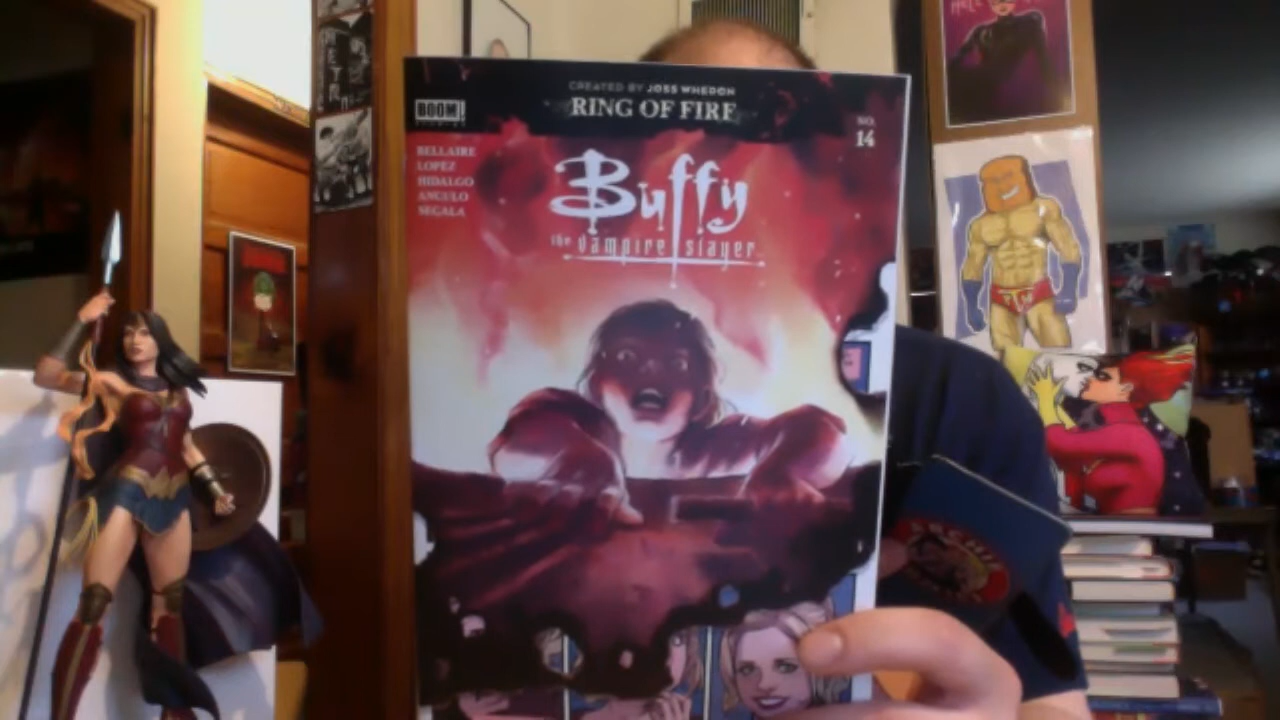 CREATED BY JOSS WHEDON
RING OF FIRE
BOOM!
STUDIOS
NO.
14
BELLAIRE
LOPEZ
HIDALGO
ANGULO
SEGALA
Buffy
the vampire slayer